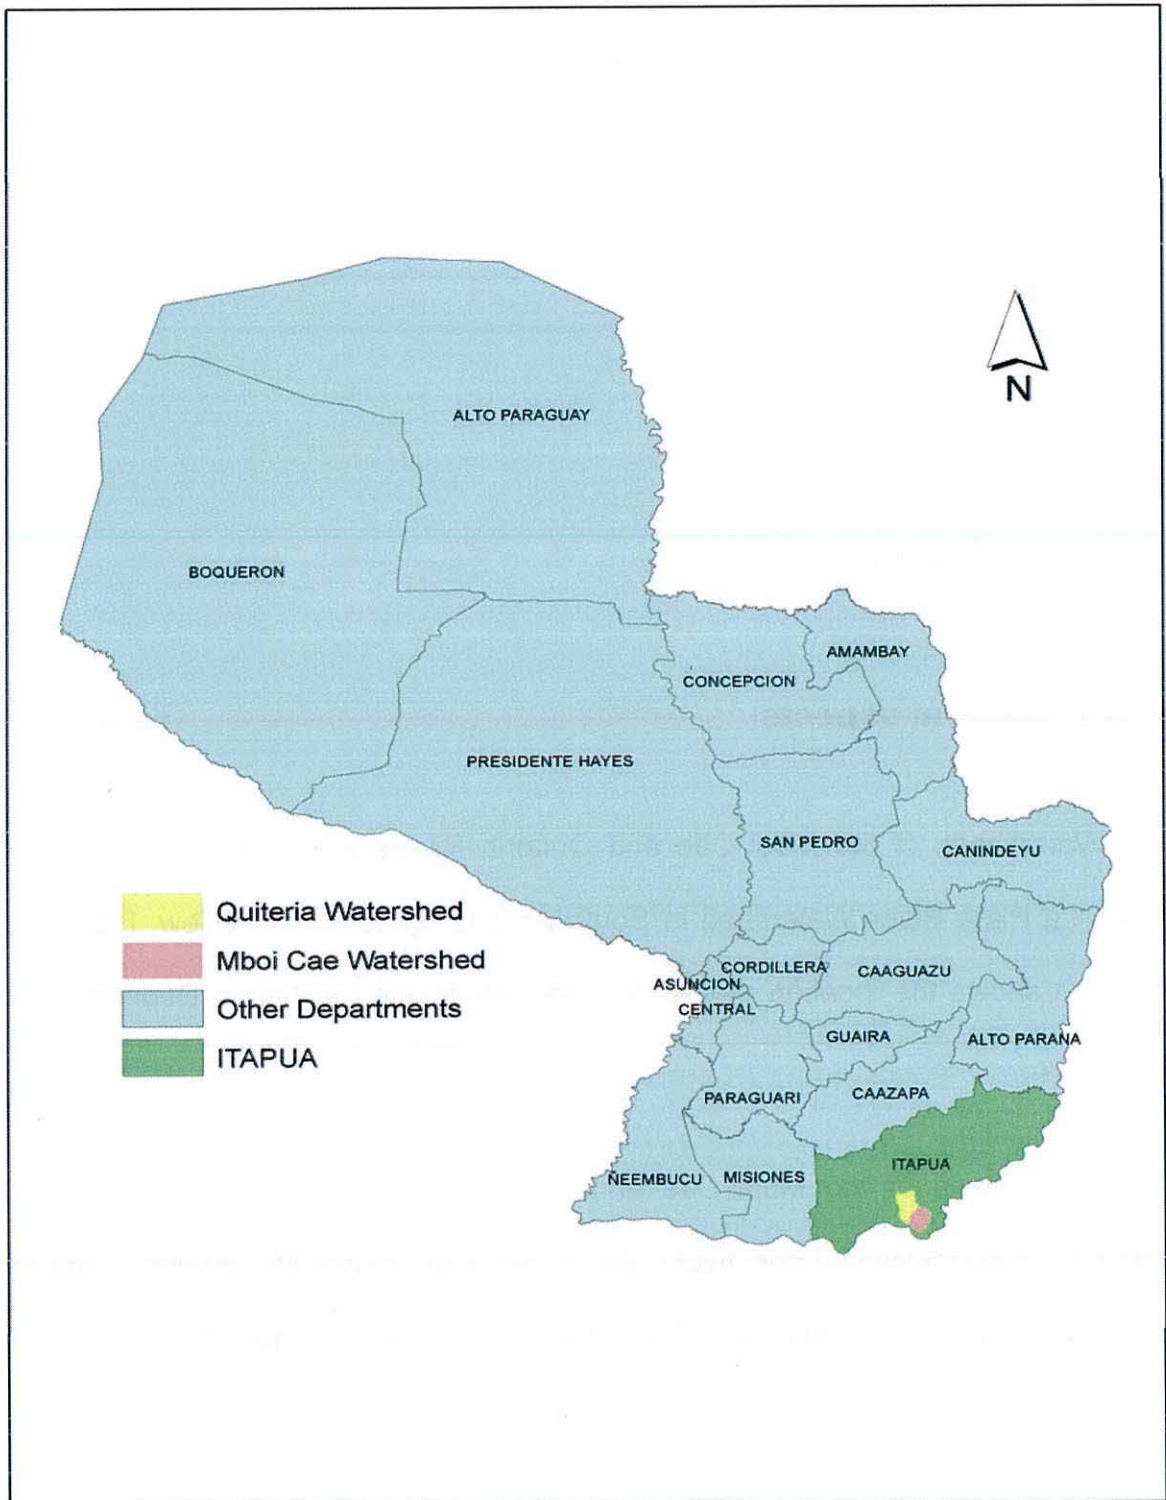 ALTO PARAGUAY
N
BOQUERON
AMAMBAY
CONCEPCION
PRESIDENTE HAYES
SAN PEDRO
CANINDEYU
Quiteria Watershed
Mboi Cae Watershed
Other Departments
ITAPUA
CORDILLERA
CAAGUAZU
ASUNCION
CENTRAL
GUAIRA
ALTO PARANA
PARAGUARI
CAAZAPA
ITAPUA
ÑEEMBUCU
MISIONES